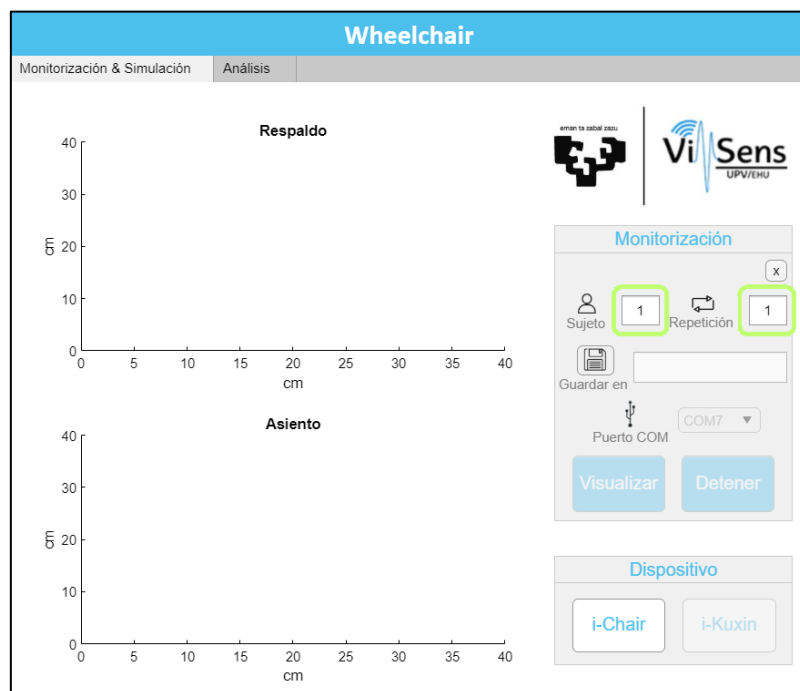 Wheelchair
Monitorización & Simulación
Análisis
Respaldo
40
30
20
10
0
cm
0 5 10 15 20 25 30 35 40
cm
Asiento
40
30
20
10
0
cm
0 5 10 15 20 25 30 35 40
cm
eman ta zabal zazu
ViSens
UPV/EHU
Monitorización
x
Sujeto 1 Repetición 1
Guardar en
Puerto COM COM7
Visualizar Detener
Dispositivo
i-Chair i-Kuxin